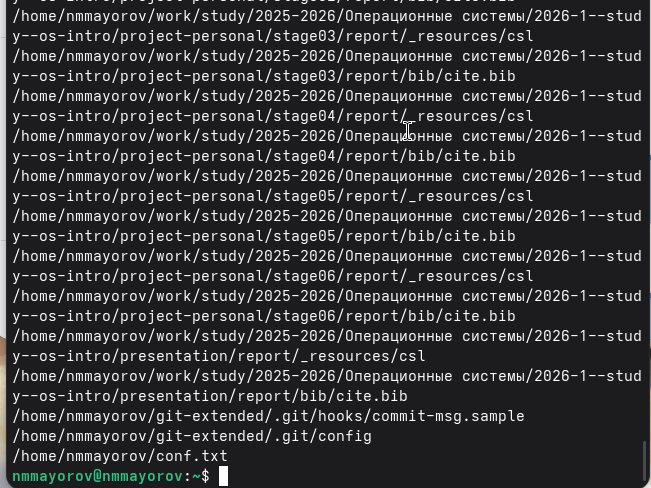 /home/nmmayorov/work/study/2025-2026/Операционные системы/2026-1--stud
y--os-intro/project-personal/stage03/report/_resources/csl
/home/nmmayorov/work/study/2025-2026/Операционные системы/2026-1--stud
y--os-intro/project-personal/stage03/report/bib/cite.bib
/home/nmmayorov/work/study/2025-2026/Операционные системы/2026-1--stud
y--os-intro/project-personal/stage04/report/_resources/csl
/home/nmmayorov/work/study/2025-2026/Операционные системы/2026-1--stud
y--os-intro/project-personal/stage04/report/bib/cite.bib
/home/nmmayorov/work/study/2025-2026/Операционные системы/2026-1--stud
y--os-intro/project-personal/stage05/report/_resources/csl
/home/nmmayorov/work/study/2025-2026/Операционные системы/2026-1--stud
y--os-intro/project-personal/stage05/report/bib/cite.bib
/home/nmmayorov/work/study/2025-2026/Операционные системы/2026-1--stud
y--os-intro/project-personal/stage06/report/_resources/csl
/home/nmmayorov/work/study/2025-2026/Операционные системы/2026-1--stud
y--os-intro/project-personal/stage06/report/bib/cite.bib
/home/nmmayorov/work/study/2025-2026/Операционные системы/2026-1--stud
y--os-intro/presentation/report/_resources/csl
/home/nmmayorov/work/study/2025-2026/Операционные системы/2026-1--stud
y--os-intro/presentation/report/bib/cite.bib
/home/nmmayorov/git-extended/.git/hooks/commit-msg.sample
/home/nmmayorov/git-extended/.git/config
/home/nmmayorov/conf.txt
nmmayorov@nmmayorov:~$